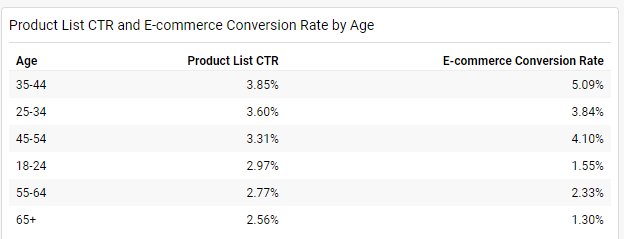 Product List CTR and E-commerce Conversion Rate by Age
Age Product List CTR E-commerce Conversion Rate
35-44 3.85% 5.09%
25-34 3.60% 3.84%
45-54 3.31% 4.10%
18-24 2.97% 1.55%
55-64 2.77% 2.33%
65+ 2.56% 1.30%